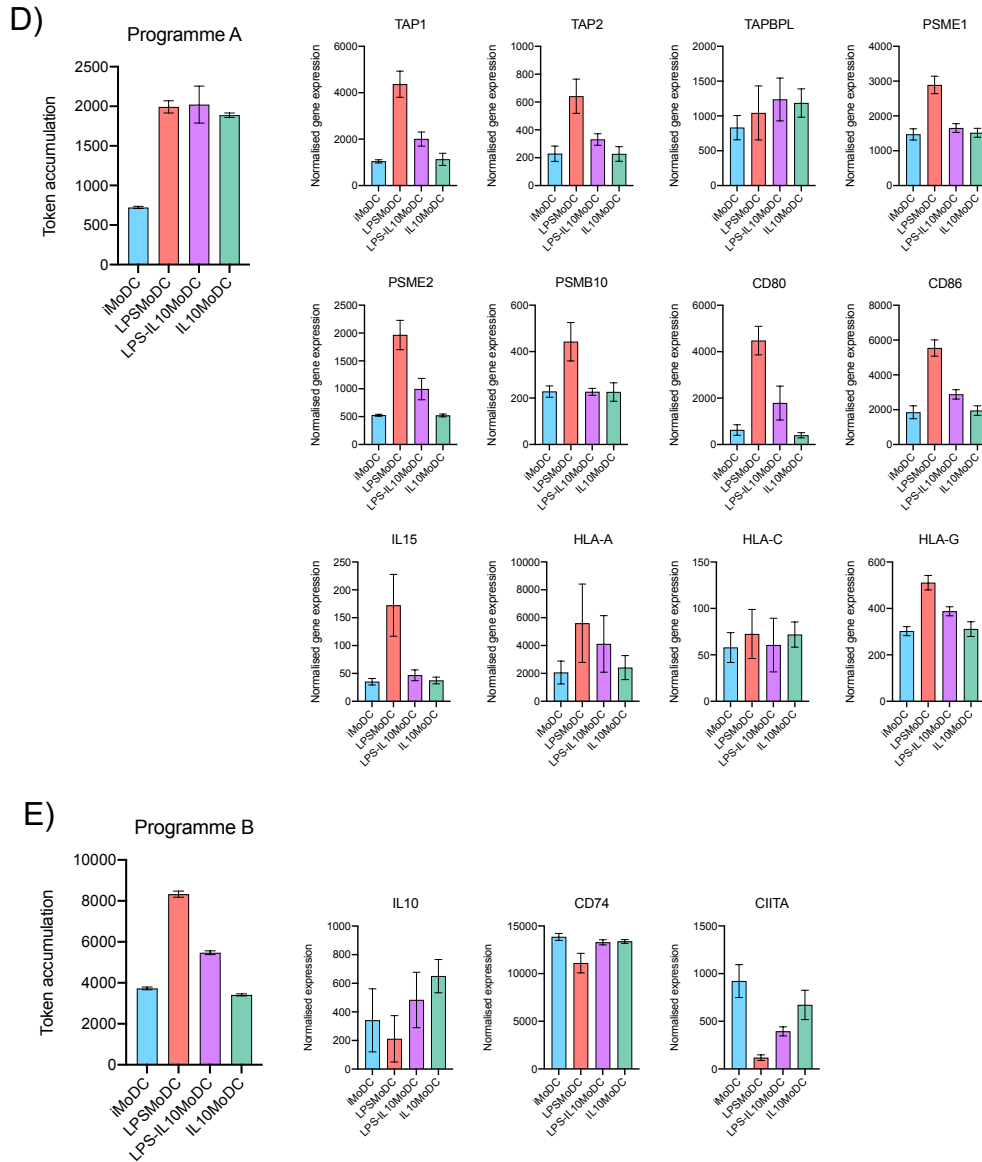 D)
Programme A
Token accumulation
2500
2000
1500
1000
500
0
iMoDC
LPSMoDC
LPS-IL10MoDC
IL10MoDC
TAP1
Normalised gene expression
6000
4000
2000
0
iMoDC
LPSMoDC
LPS-IL10MoDC
IL10MoDC
TAP2
Normalised gene expression
1000
800
600
400
200
0
iMoDC
LPSMoDC
LPS-IL10MoDC
IL10MoDC
TAPBPL
Normalised gene expression
2000
1500
1000
500
0
iMoDC
LPSMoDC
LPS-IL10MoDC
IL10MoDC
PSME1
Normalised gene expression
4000
3000
2000
1000
0
iMoDC
LPSMoDC
LPS-IL10MoDC
IL10MoDC
PSME2
Normalised gene expression
2500
2000
1500
1000
500
0
iMoDC
LPSMoDC
LPS-IL10MoDC
IL10MoDC
PSMB10
Normalised gene expression
600
400
200
0
iMoDC
LPSMoDC
LPS-IL10MoDC
IL10MoDC
CD80
Normalised gene expression
6000
4000
2000
0
iMoDC
LPSMoDC
LPS-IL10MoDC
IL10MoDC
CD86
Normalised gene expression
8000
6000
4000
2000
0
iMoDC
LPSMoDC
LPS-IL10MoDC
IL10MoDC
IL15
Normalised gene expression
250
200
150
100
50
0
iMoDC
LPSMoDC
LPS-IL10MoDC
IL10MoDC
HLA-A
Normalised gene expression
10000
8000
6000
4000
2000
0
iMoDC
LPSMoDC
LPS-IL10MoDC
IL10MoDC
HLA-C
Normalised gene expression
150
100
50
0
iMoDC
LPSMoDC
LPS-IL10MoDC
IL10MoDC
HLA-G
Normalised gene expression
600
400
200
0
iMoDC
LPSMoDC
LPS-IL10MoDC
IL10MoDC
E)
Programme B
Token accumulation
10000
8000
6000
4000
2000
0
iMoDC
LPSMoDC
LPS-IL10MoDC
IL10MoDC
IL10
Normalised expression
1000
800
600
400
200
0
iMoDC
LPSMoDC
LPS-IL10MoDC
IL10MoDC
CD74
Normalised expression
15000
10000
5000
0
iMoDC
LPSMoDC
LPS-IL10MoDC
IL10MoDC
CIITA
Normalised expression
1500
1000
500
0
iMoDC
LPSMoDC
LPS-IL10MoDC
IL10MoDC